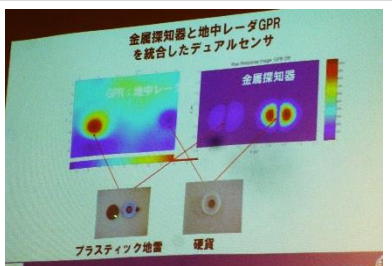 金属探知器と地中レーダGPR
を統合したデュアルセンサ
GPR:地中レーダ
金属探知器
プラスティック地雷
硬貨